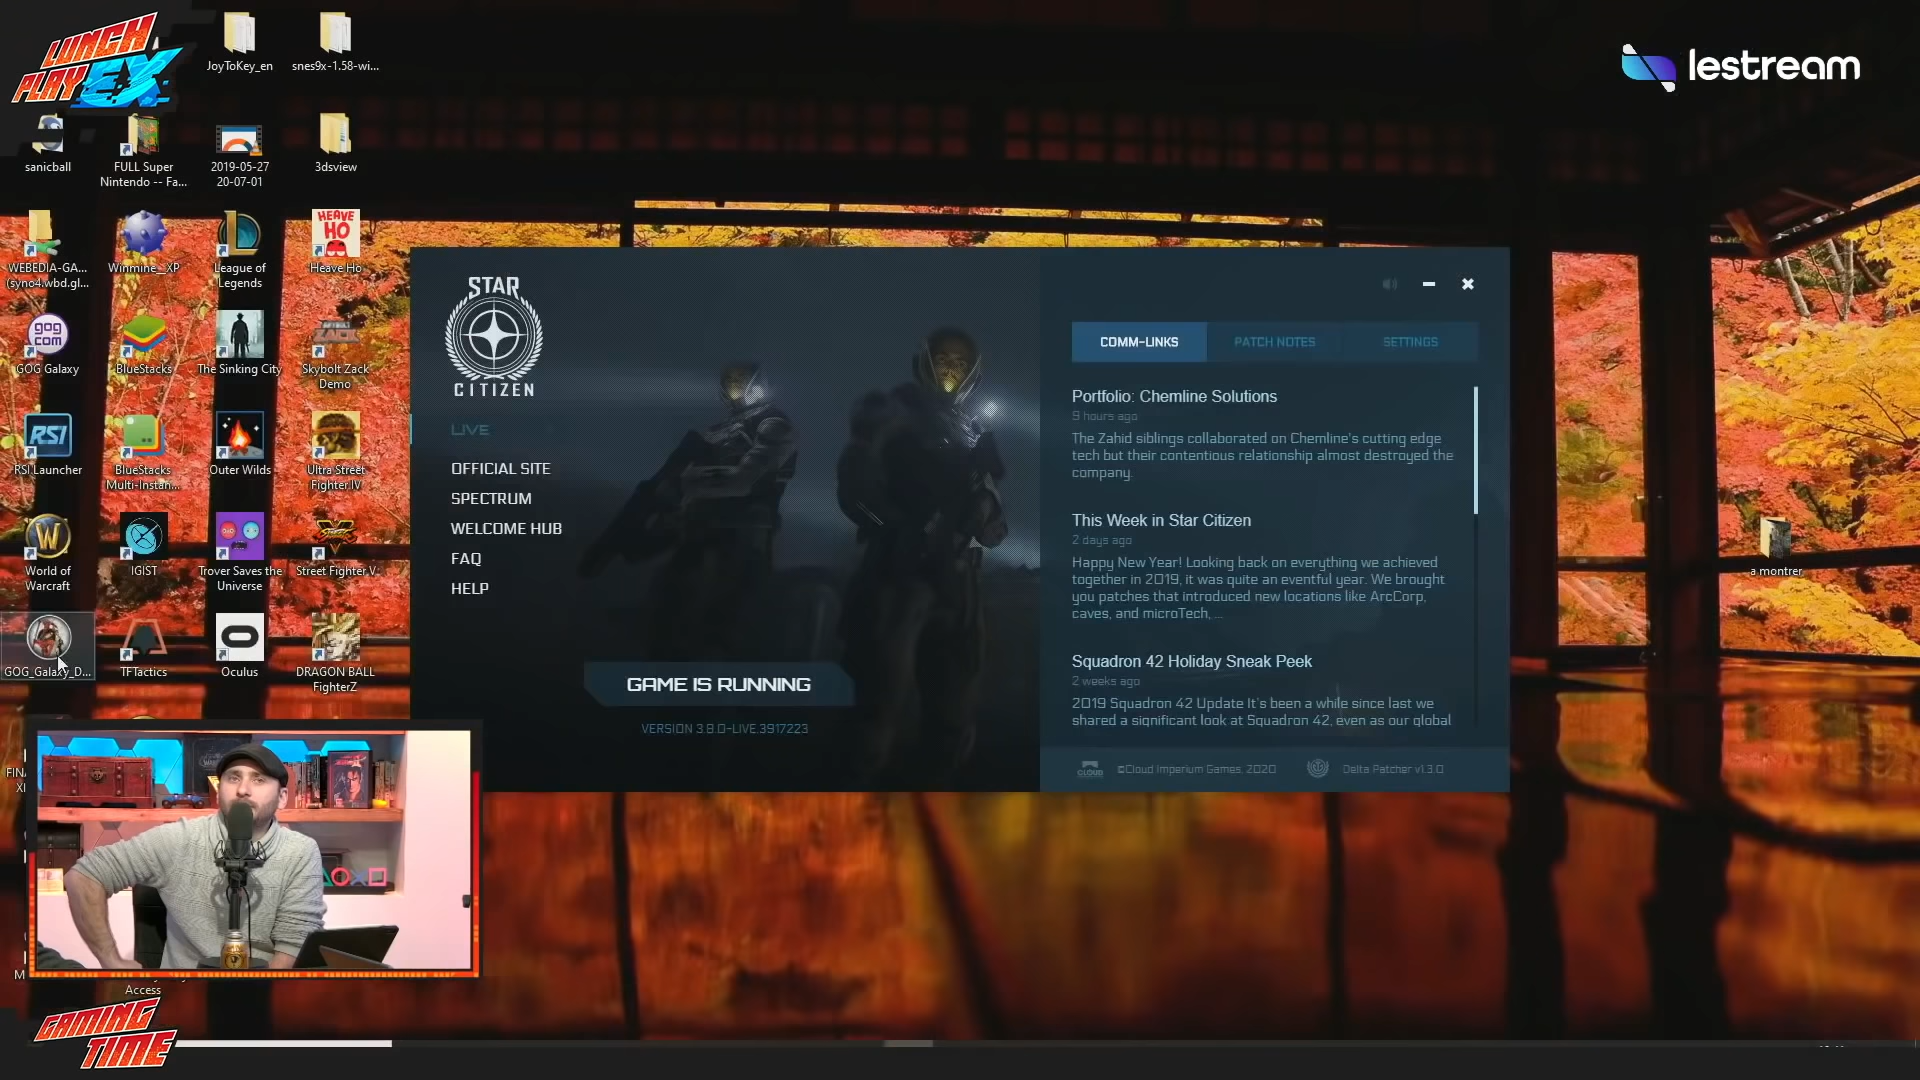 LUNCH
PLAY EX
JoyToKey_en
snes9x-1.58-wi...
lestream
sanicball
FULL Super
Nintendo -- Fa...
2019-05-27
20-07-01
3dsview
WEBEDIA-GA...
(syno4.wbd.gl...
Winmine__XP
League of
Legends
HEAVE
HO
Heave Ho
gog
com
GOG Galaxy
BlueStacks
The Sinking City
Skybolt Zack
Demo
RSI
RSI Launcher
BlueStacks
Multi-Instan...
Outer Wilds
Ultra Street
Fighter IV
World of
Warcraft
IGIST
Trover Saves the
Universe
Street Fighter V
GOG_Galaxy_D...
TFTactics
Oculus
DRAGON BALL
FighterZ
STAR
CITIZEN
LIVE
OFFICIAL SITE
SPECTRUM
WELCOME HUB
FAQ
HELP
GAME IS RUNNING
VERSION 3.8.0-LIVE.3917223
COMM-LINKS
PATCH NOTES
SETTINGS
Portfolio: Chemline Solutions
9 hours ago
The Zahid siblings collaborated on Chemline's cutting edge
tech but their contentious relationship almost destroyed the
company.
This Week in Star Citizen
2 days ago
Happy New Year! Looking back on everything we achieved
together in 2019, it was quite an eventful year. We brought
you patches that introduced new locations like ArcCorp,
caves, and microTech, ...
Squadron 42 Holiday Sneak Peek
2 weeks ago
2019 Squadron 42 Update It's been a while since last we
shared a significant look at Squadron 42, even as our global
CLOUD
©Cloud Imperium Games, 2020
Delta Patcher v1.3.0
a montrer
FINA
XI
M
Access
GAMING
TIME